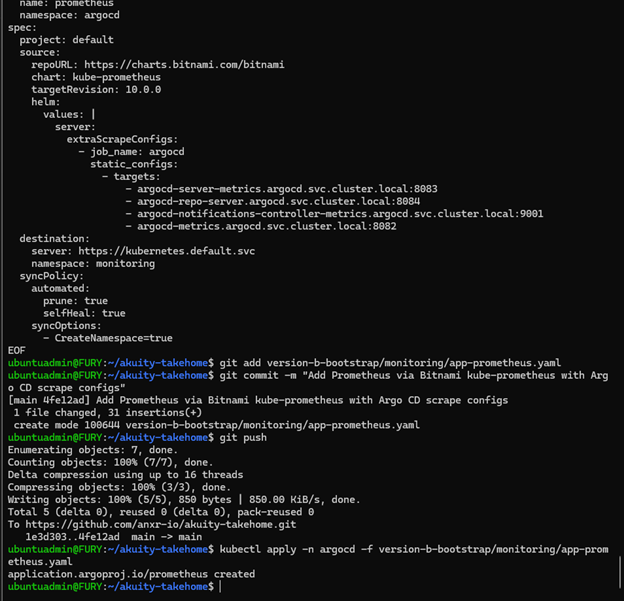 name: prometheus
  namespace: argocd
spec:
  project: default
  source:
    repoURL: https://charts.bitnami.com/bitnami
    chart: kube-prometheus
    targetRevision: 10.0.0
    helm:
      values: |
        server:
          extraScrapeConfigs:
            - job_name: argocd
              static_configs:
                - targets:
                    - argocd-server-metrics.argocd.svc.cluster.local:8083
                    - argocd-repo-server.argocd.svc.cluster.local:8084
                    - argocd-notifications-controller-metrics.argocd.svc.cluster.local:9001
                    - argocd-metrics.argocd.svc.cluster.local:8082
  destination:
    server: https://kubernetes.default.svc
    namespace: monitoring
  syncPolicy:
    automated:
      prune: true
      selfHeal: true
    syncOptions:
      - CreateNamespace=true
EOF
ubuntuadmin@FURY:~/akuity-takehome$ git add version-b-bootstrap/monitoring/app-prometheus.yaml
ubuntuadmin@FURY:~/akuity-takehome$ git commit -m "Add Prometheus via Bitnami kube-prometheus with Arg
o CD scrape configs"
[main 4fe12ad] Add Prometheus via Bitnami kube-prometheus with Argo CD scrape configs
 1 file changed, 31 insertions(+)
 create mode 100644 version-b-bootstrap/monitoring/app-prometheus.yaml
ubuntuadmin@FURY:~/akuity-takehome$ git push
Enumerating objects: 7, done.
Counting objects: 100% (7/7), done.
Delta compression using up to 16 threads
Compressing objects: 100% (3/3), done.
Writing objects: 100% (5/5), 850 bytes | 850.00 KiB/s, done.
Total 5 (delta 0), reused 0 (delta 0), pack-reused 0
To https://github.com/anxr-io/akuity-takehome.git
   1e3d303..4fe12ad  main -> main
ubuntuadmin@FURY:~/akuity-takehome$ kubectl apply -n argocd -f version-b-bootstrap/monitoring/app-prom
etheus.yaml
application.argoproj.io/prometheus created
ubuntuadmin@FURY:~/akuity-takehome$